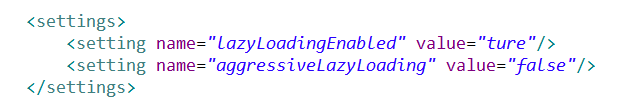 <settings>
<setting name="lazyLoadingEnabled" value="ture"/>
<setting name="aggressiveLazyLoading" value="false"/>
</settings>